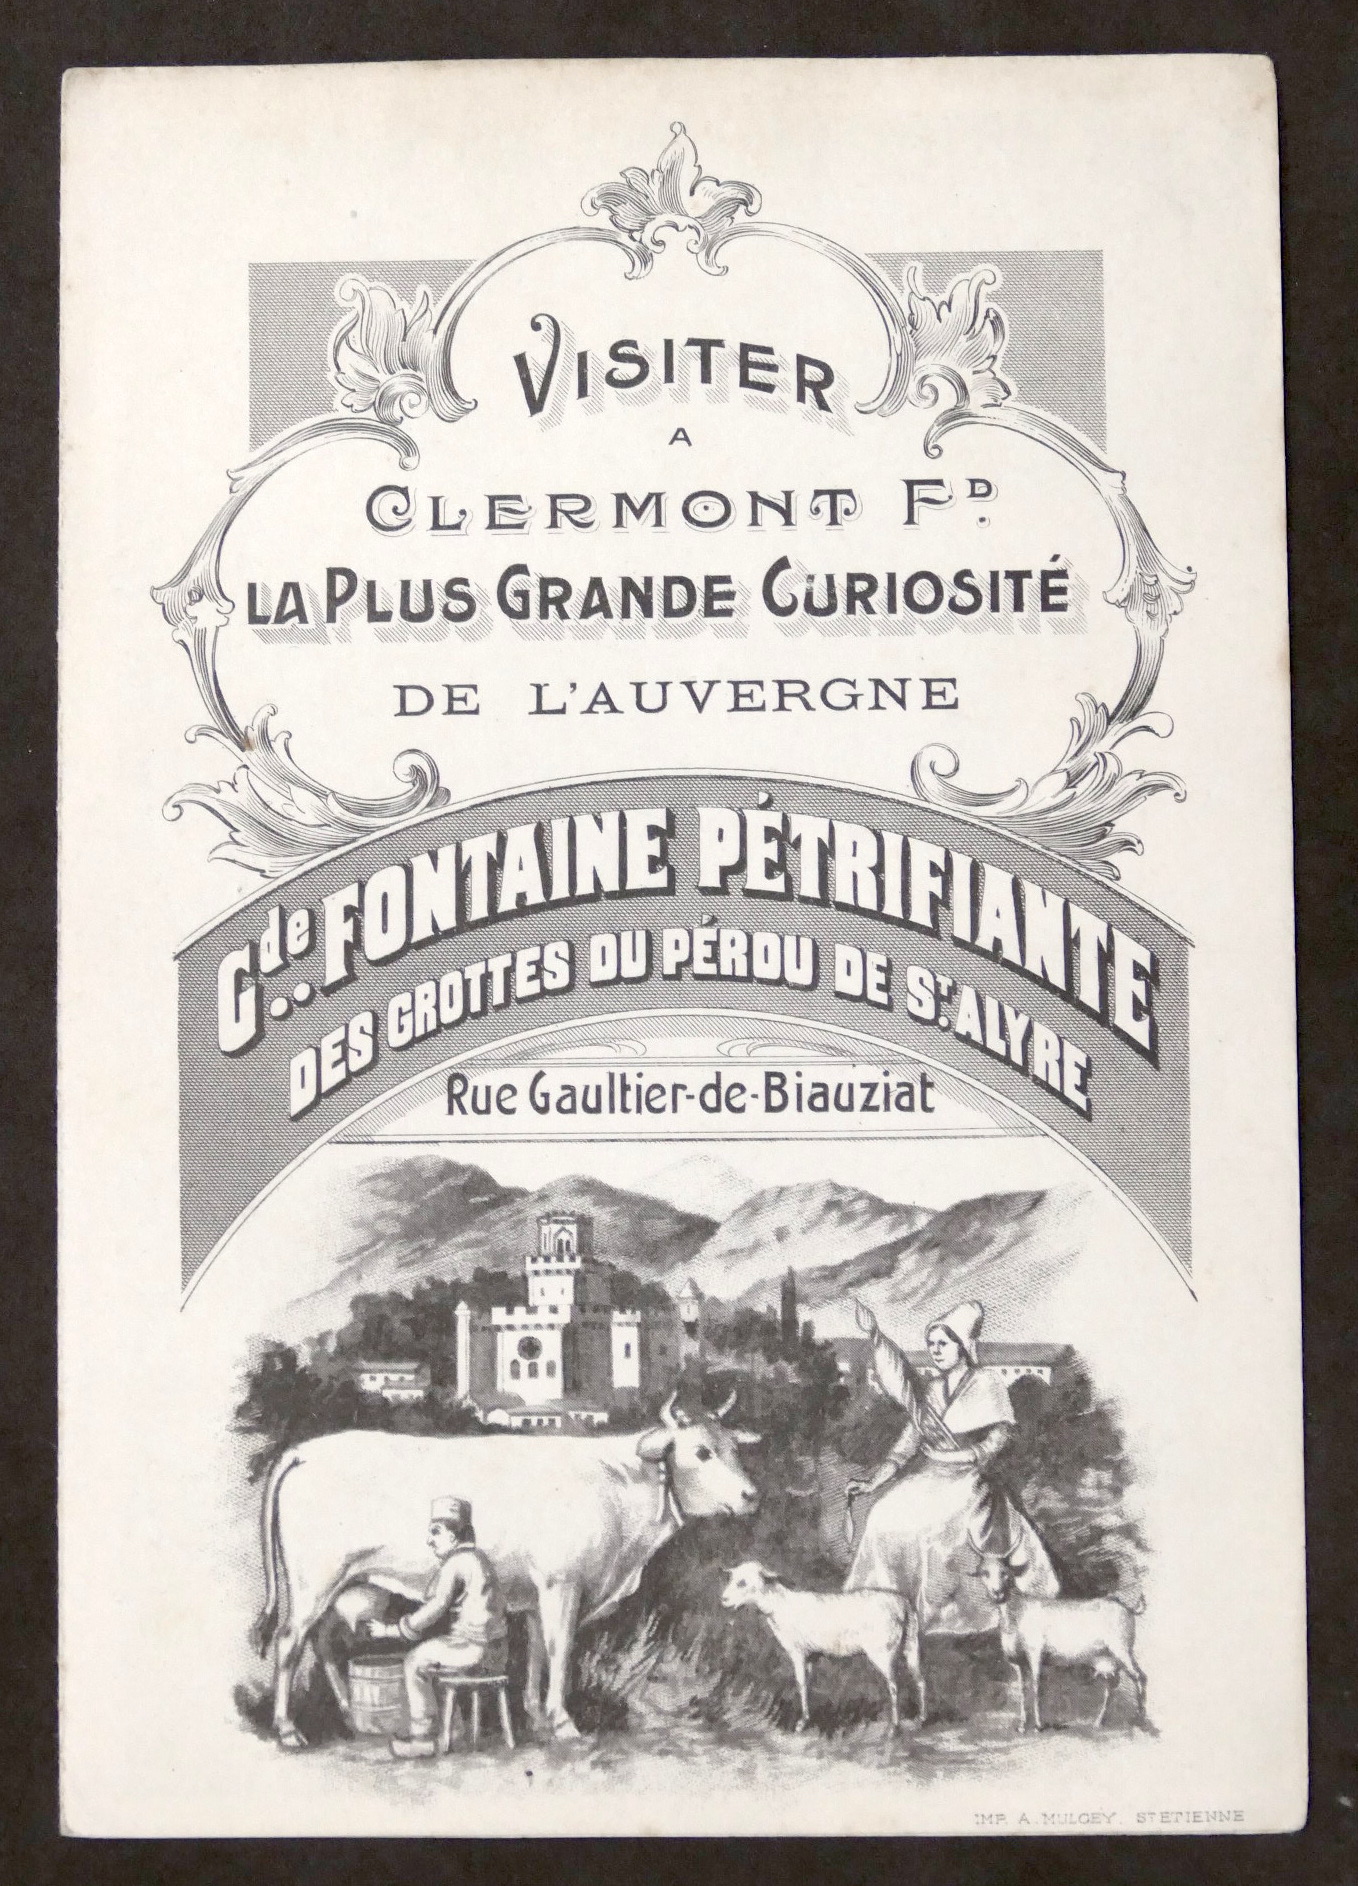 VISITER
A
CLERMONT FD.
LA PLUS GRANDE CURIOSITÉ
DE L'AUVERGNE
Gde.. FONTAINE PÉTRIFIANTE
DES GROTTES DU PÉROU DE ST. ALYRE
Rue Gaultier-de-Biauziat
IMP. A. MULCEY. ST ETIENNE